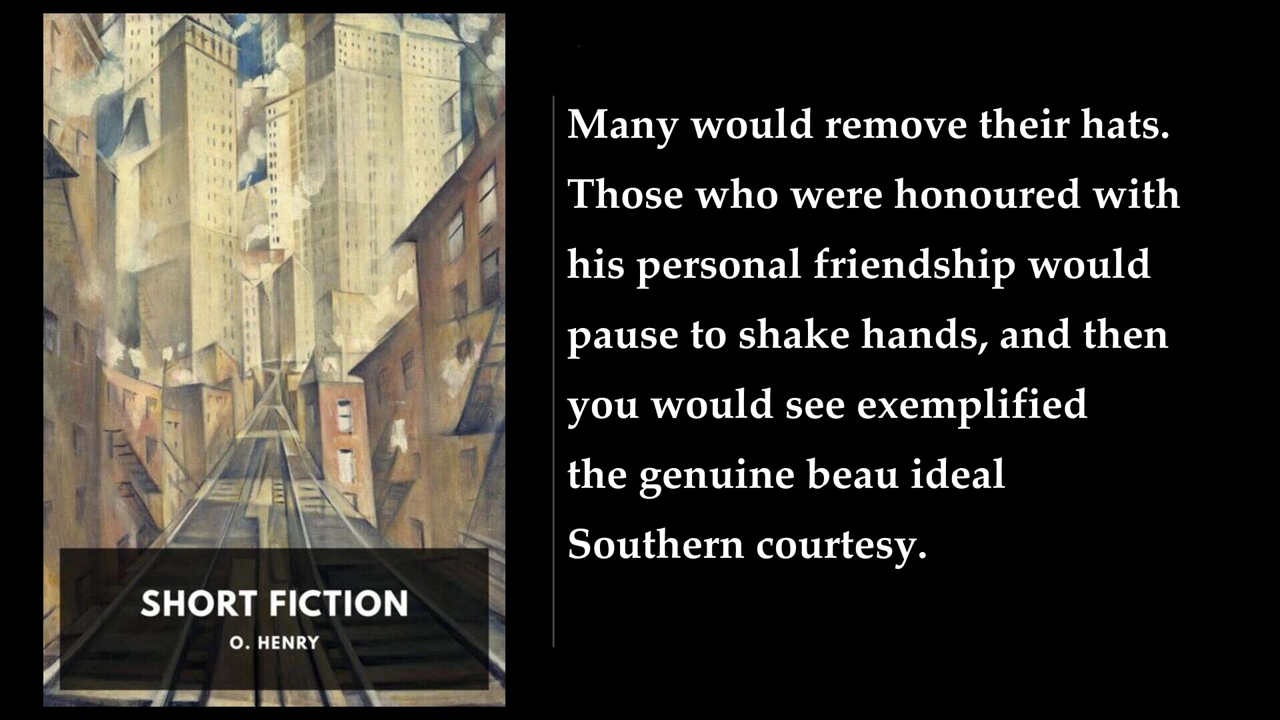 SHORT FICTION
O. HENRY
Many would remove their hats.
Those who were honoured with
his personal friendship would
pause to shake hands, and then
you would see exemplified
the genuine beau ideal
Southern courtesy.